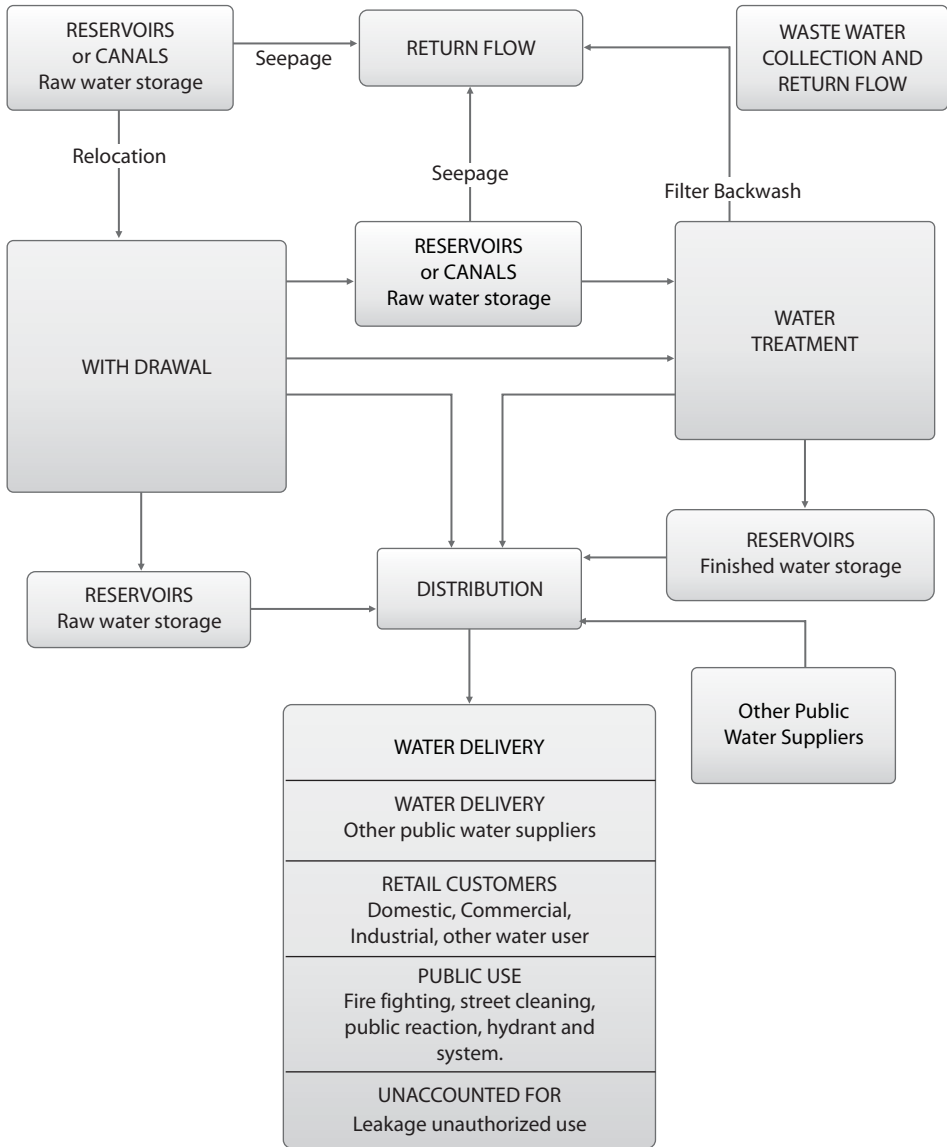 RESERVOIRS
or CANALS
Raw water storage
Seepage
RETURN FLOW
WASTE WATER
COLLECTION AND
RETURN FLOW
Relocation
Seepage
Filter Backwash
RESERVOIRS
or CANALS
Raw water storage
WITH DRAWAL
WATER
TREATMENT
RESERVOIRS
Finished water storage
RESERVOIRS
Raw water storage
DISTRIBUTION
Other Public
Water Suppliers
WATER DELIVERY
WATER DELIVERY
Other public water suppliers
RETAIL CUSTOMERS
Domestic, Commercial,
Industrial, other water user
PUBLIC USE
Fire fighting, street cleaning,
public reaction, hydrant and
system.
UNACCOUNTED FOR
Leakage unauthorized use